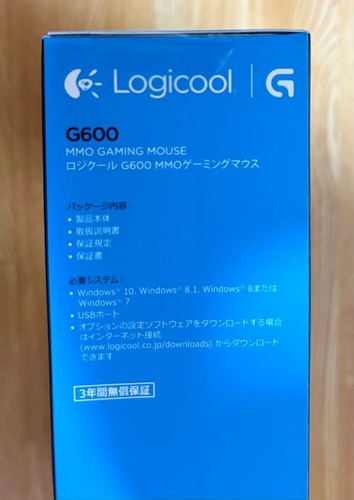 Logicool G
G600
MMO GAMING MOUSE
ロジクール G600 MMOゲーミングマウス
パッケージ内容:
• 製品本体
• 取扱説明書
• 保証規定
• 保証書
必要システム:
• Windows® 10、Windows® 8.1、Windows® 8または
Windows® 7
• USBポート
• オプションの設定ソフトウェアをダウンロードする場合
はインターネット接続
(www.logicool.co.jp/downloads) からダウンロード
できます
3年間無償保証